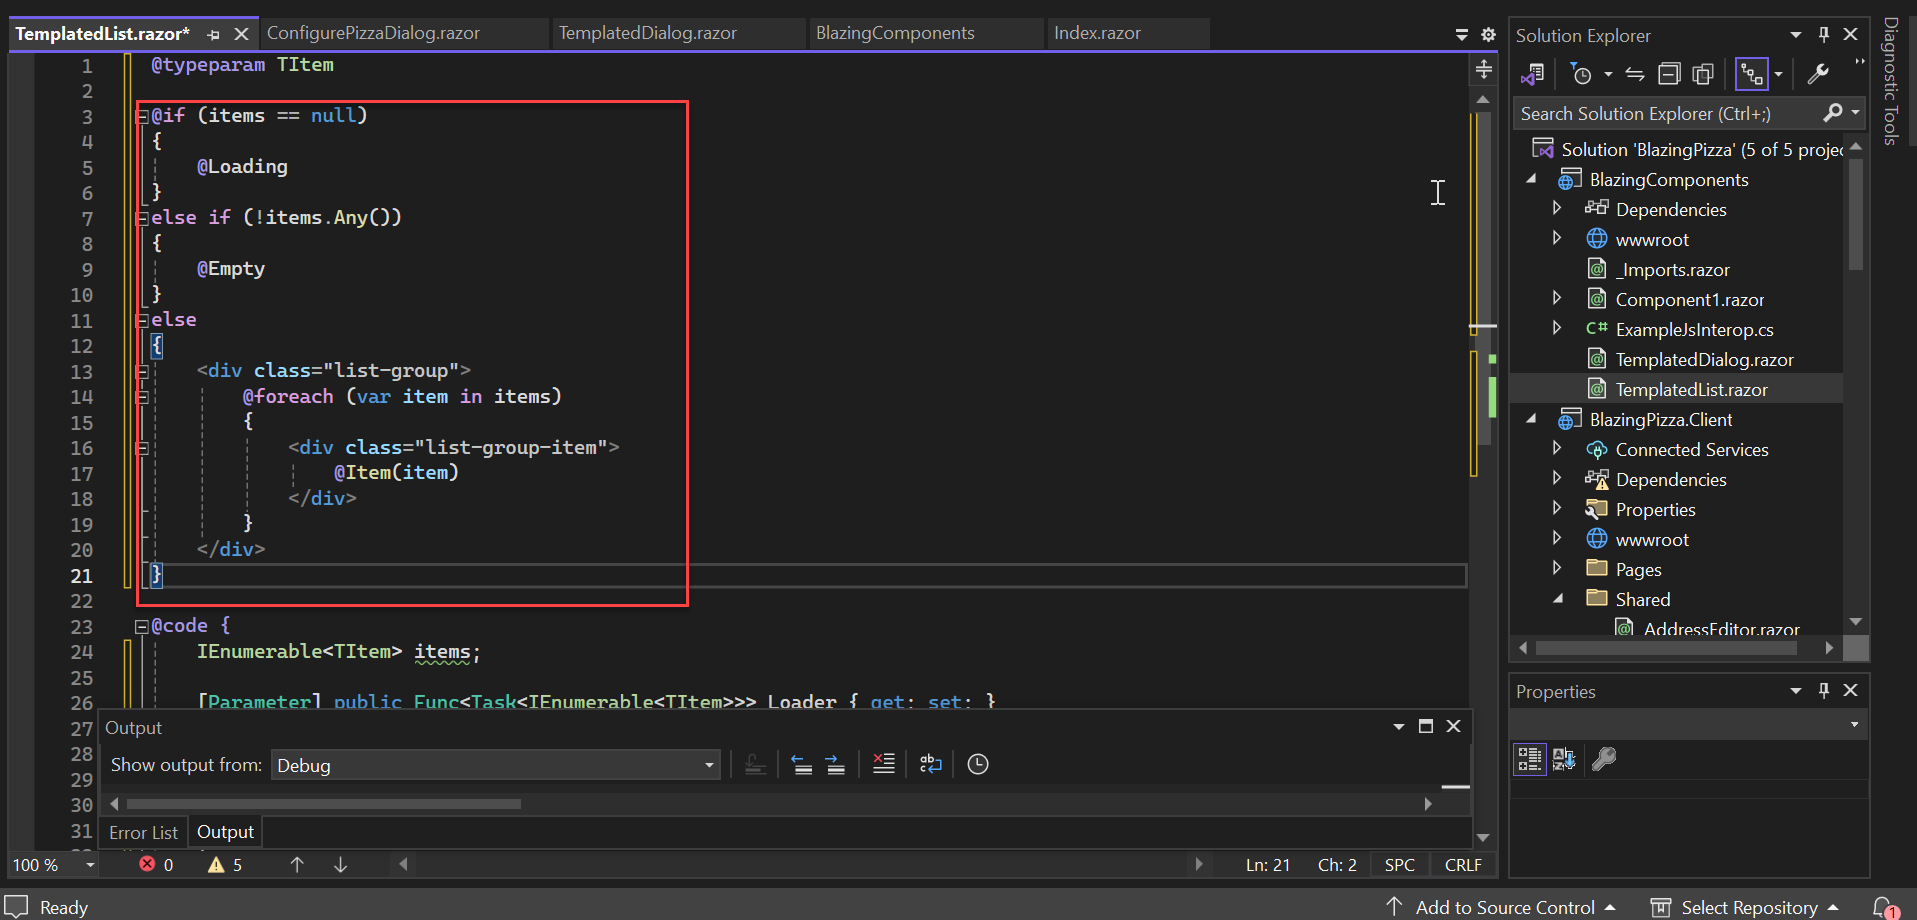 TemplatedList.razor*
ConfigurePizzaDialog.razor
TemplatedDialog.razor
BlazingComponents
Index.razor
1 @typeparam TItem
2
3 @if (items == null)
4 {
5 @Loading
6 }
7 else if (!items.Any())
8 {
9 @Empty
10 }
11 else
12 {
13 <div class="list-group">
14 @foreach (var item in items)
15 {
16 <div class="list-group-item">
17 @Item(item)
18 </div>
19 }
20 </div>
21 }
22
23 @code {
24 IEnumerable<TItem> items;
25
26 [Parameter] public Func<Task<IEnumerable<TItem>>> Loader { get; set; }
27
28
29
30
31
Output
Show output from: Debug
Error List
Output
100 %
0
5
Ln: 21
Ch: 2
SPC
CRLF
Solution Explorer
Search Solution Explorer (Ctrl+;)
Solution 'BlazingPizza' (5 of 5 projec
BlazingComponents
Dependencies
wwwroot
_Imports.razor
Component1.razor
C# ExampleJsInterop.cs
TemplatedDialog.razor
TemplatedList.razor
BlazingPizza.Client
Connected Services
Dependencies
Properties
wwwroot
Pages
Shared
AddressEditor.razor
Properties
Diagnostic Tools
Ready
Add to Source Control
Select Repository
1